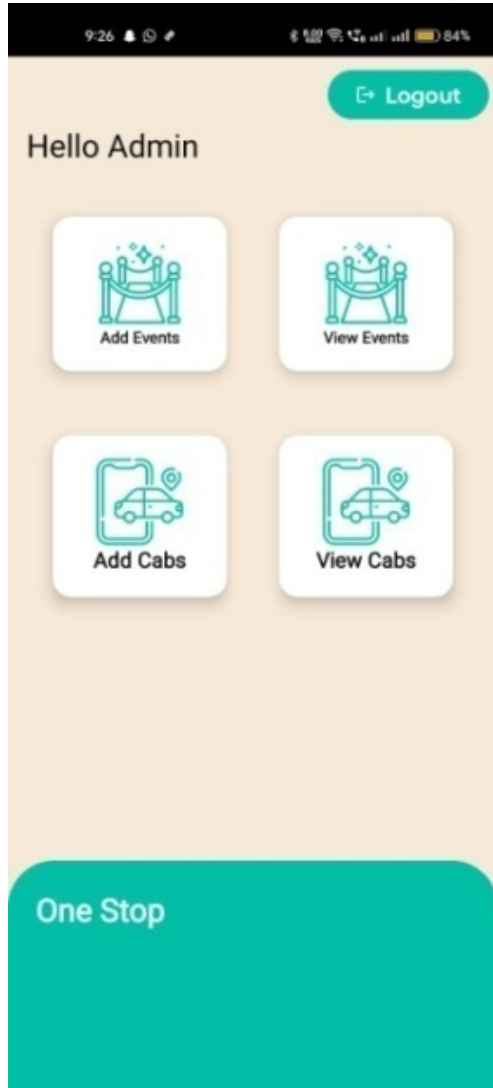 9:26 84%
Logout
Hello Admin
Add Events View Events
Add Cabs View Cabs
One Stop